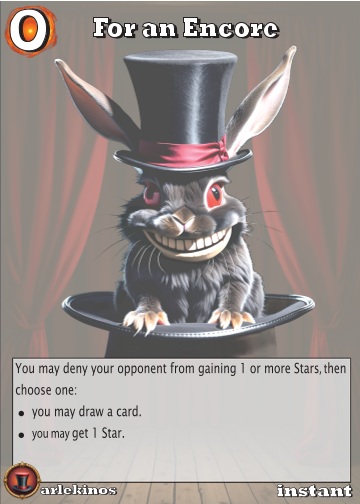 0
For an Encore
You may deny your opponent from gaining 1 or more Stars, then
choose one:
• you may draw a card.
• you may get 1 Star.
arlekinos
instant